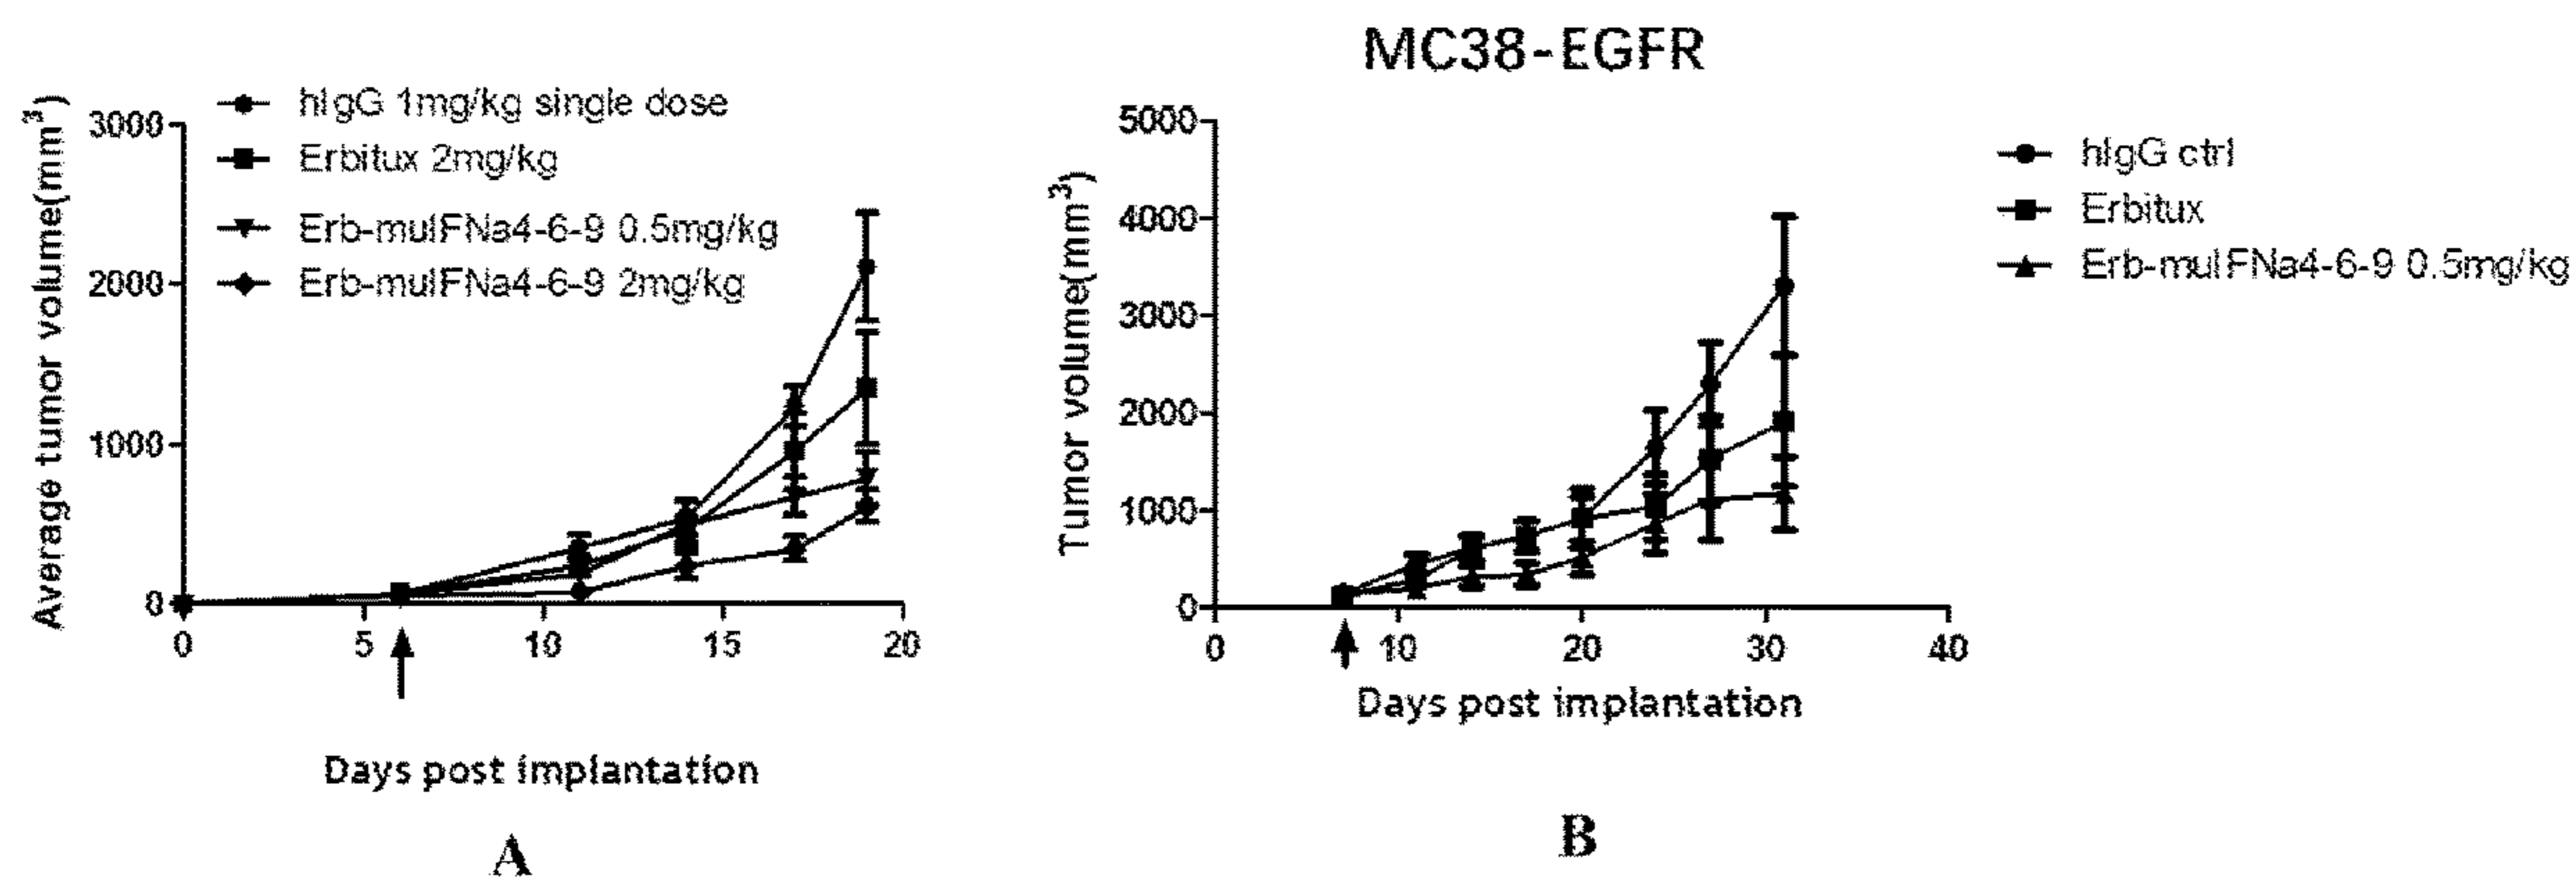 MC38-EGFR
hIgG 1mg/kg single dose
Erbitux 2mg/kg
Erb-muIFNa4-6-9 0.5mg/kg
Erb-muIFNa4-6-9 2mg/kg
Average tumor volume(mm³)
3000
2000
1000
0
0 5 10 15 20
Days post implantation
A
hIgG ctrl
Erbitux
Erb-muIFNa4-6-9 0.5mg/kg
Tumor volume(mm³)
5000
4000
3000
2000
1000
0
0 10 20 30 40
Days post implantation
B